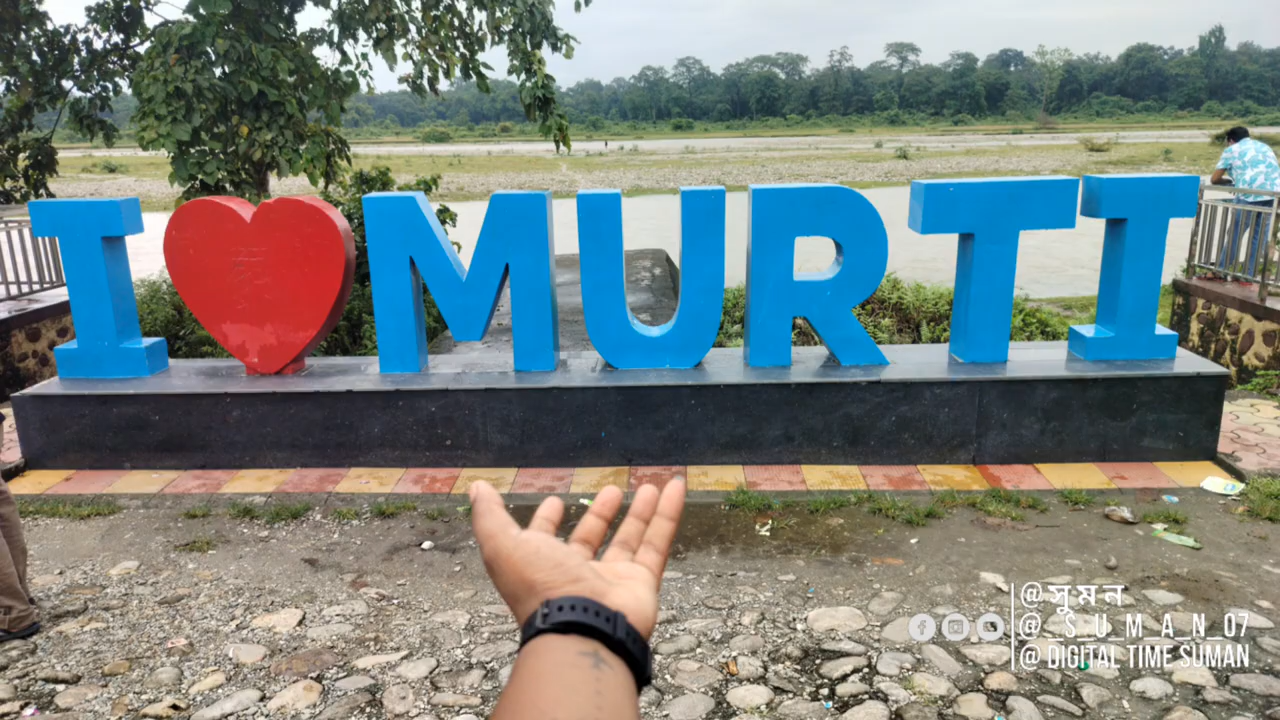 I ❤ MURTI
@সুমন
@_S_U_M_A_N_07
@DIGITAL TIME SUMAN